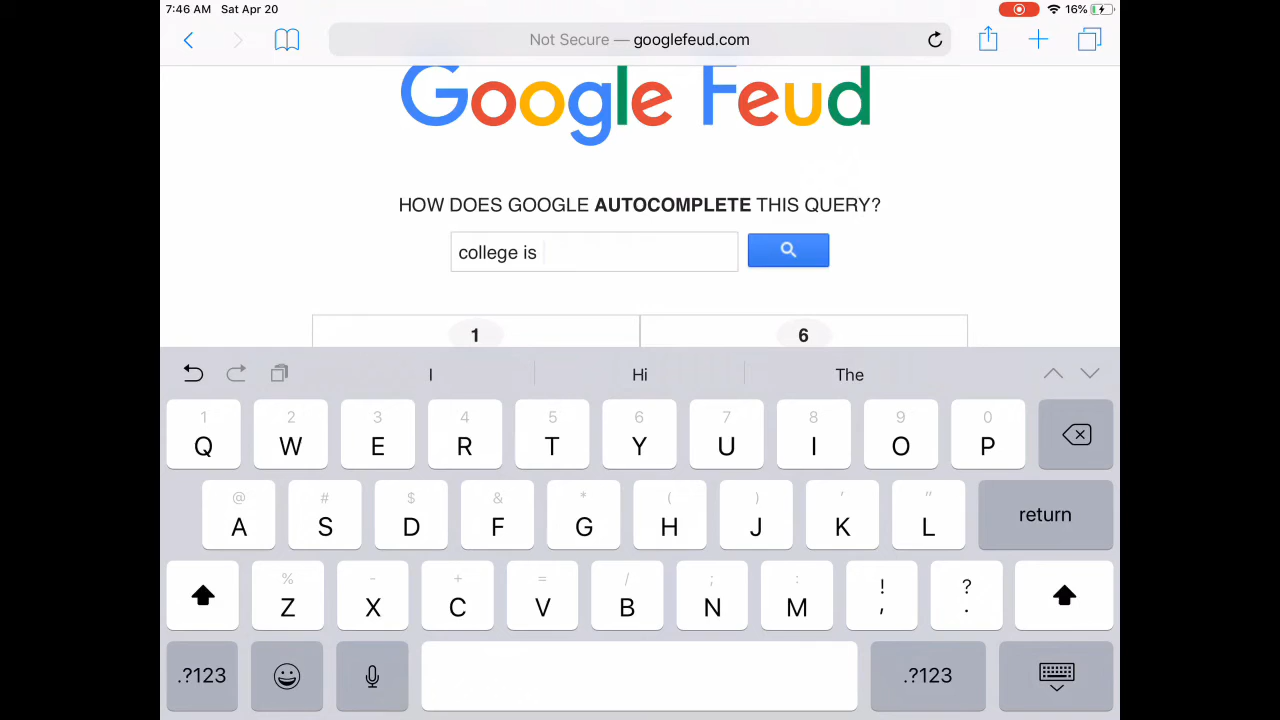 7:46 AM Sat Apr 20 16%
Not Secure — googlefeud.com
Google Feud
HOW DOES GOOGLE AUTOCOMPLETE THIS QUERY?
college is
1 6
I Hi The
1 2 3 4 5 6 7 8 9 0
Q W E R T Y U I O P
@ # $ & * ( ) ' "
A S D F G H J K L return
% - + = / ; : ! ?
Z X C V B N M , .
.?123 .?123